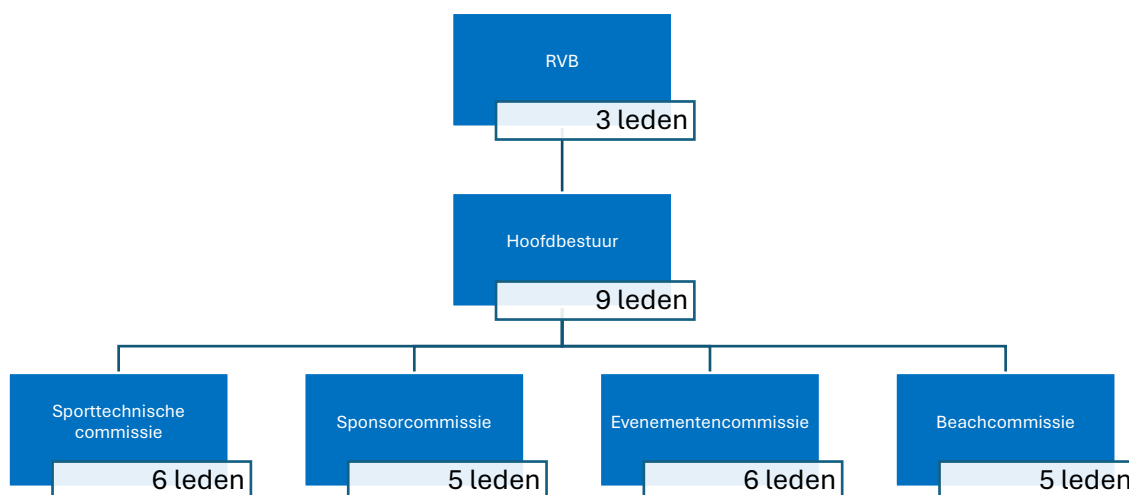 RVB
3 leden
Hoofdbestuur
9 leden
Sporttechnische
commissie
6 leden
Sponsorcommissie
5 leden
Evenementencommissie
6 leden
Beachcommissie
5 leden